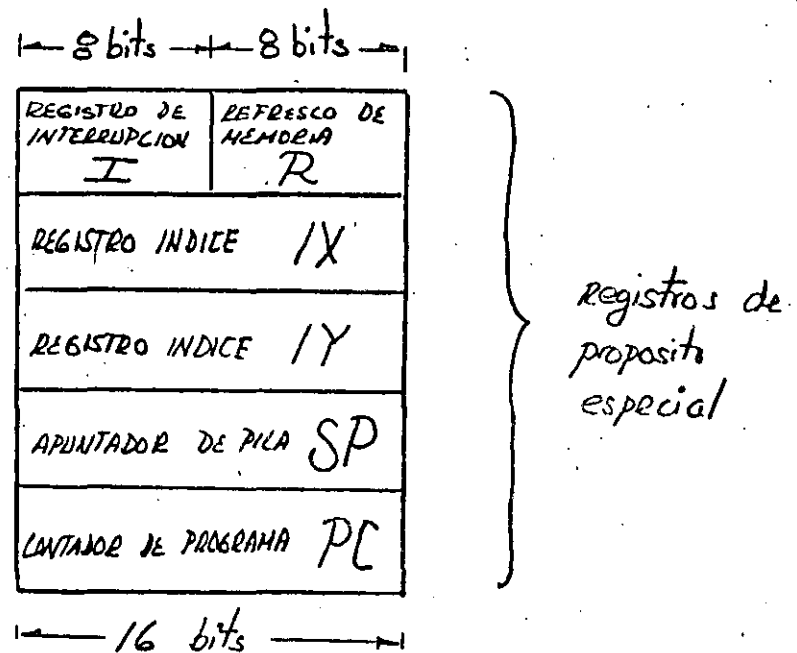 8 bits 8 bits
REGISTRO DE
INTERRUPCION
I
REFRESCO DE
MEMORIA
R
REGISTRO INDICE IX
REGISTRO INDICE IY
APUNTADOR DE PILA SP
CONTADOR DE PROGRAMA PC
16 bits
Registros de
proposito
especial